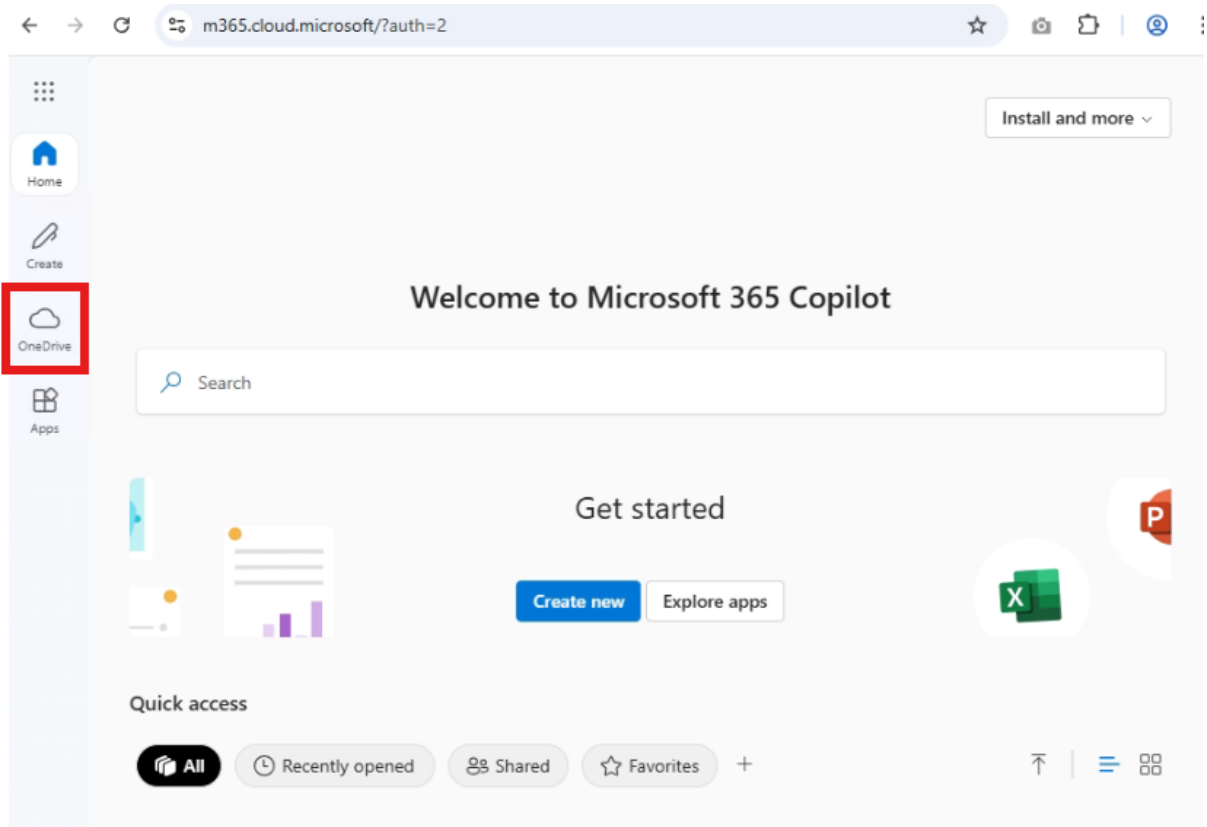 m365.cloud.microsoft/?auth=2
Install and more
Home
Create
OneDrive
Apps
Welcome to Microsoft 365 Copilot
Search
Get started
Create new
Explore apps
P
X
Quick access
All
Recently opened
Shared
Favorites